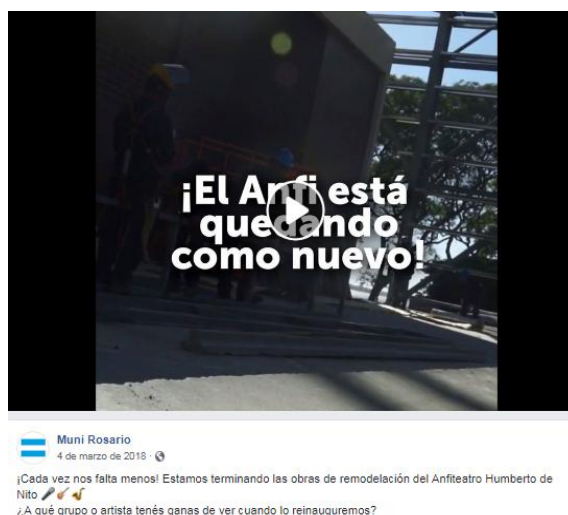 ¡El Anfi está
quedando
como nuevo!
Muni Rosario
4 de marzo de 2018 ·
¡Cada vez nos falta menos! Estamos terminando las obras de remodelación del Anfiteatro Humberto de
Nito 🎤🎸🎷
¿A qué grupo o artista tenés ganas de ver cuando lo reinauguremos?